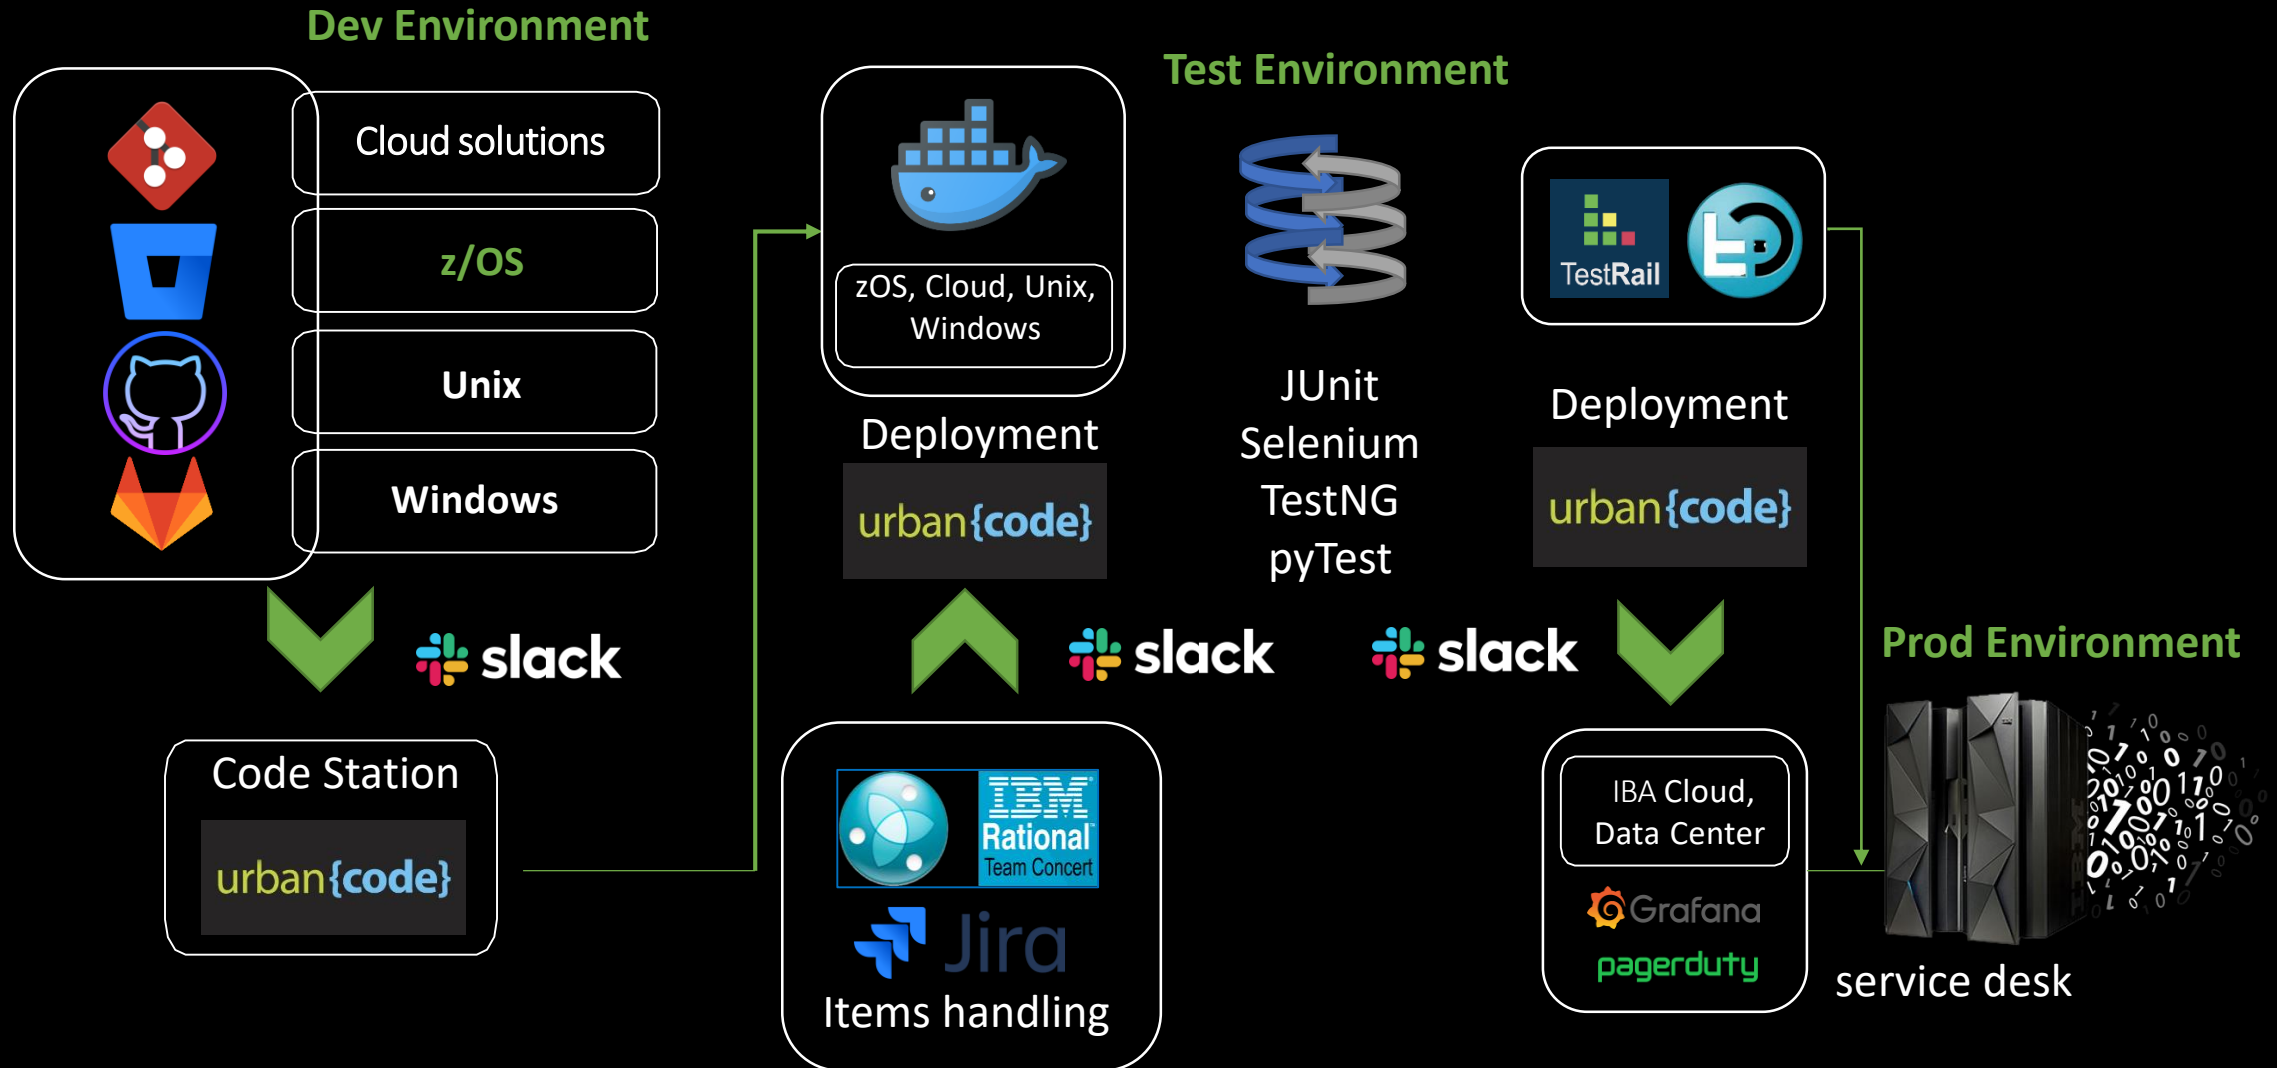 Dev Environment
Cloud solutions
z/OS
Unix
Windows
slack
Code Station
urban{code}
zOS, Cloud, Unix,
Windows
Deployment
urban{code}
slack
IBM
Rational
Team Concert
Jira
Items handling
Test Environment
JUnit
Selenium
TestNG
pyTest
slack
TestRail
Deployment
urban{code}
IBA Cloud,
Data Center
Grafana
pagerduty
Prod Environment
IBM
service desk